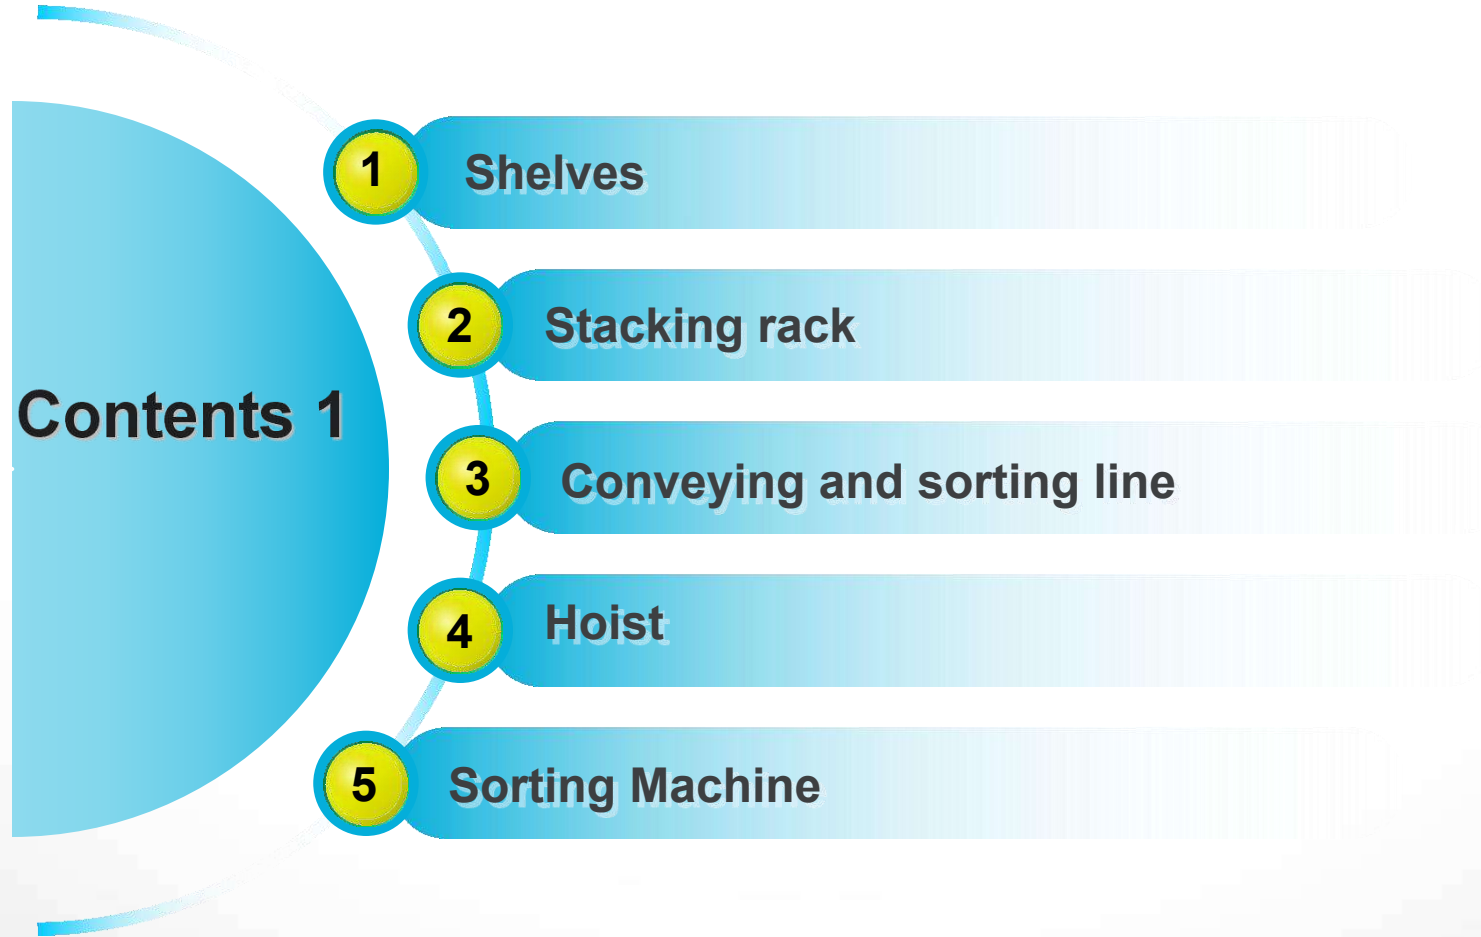 Contents 1
1
Shelves
2
Stacking rack
3
Conveying and sorting line
4
Hoist
5
Sorting Machine